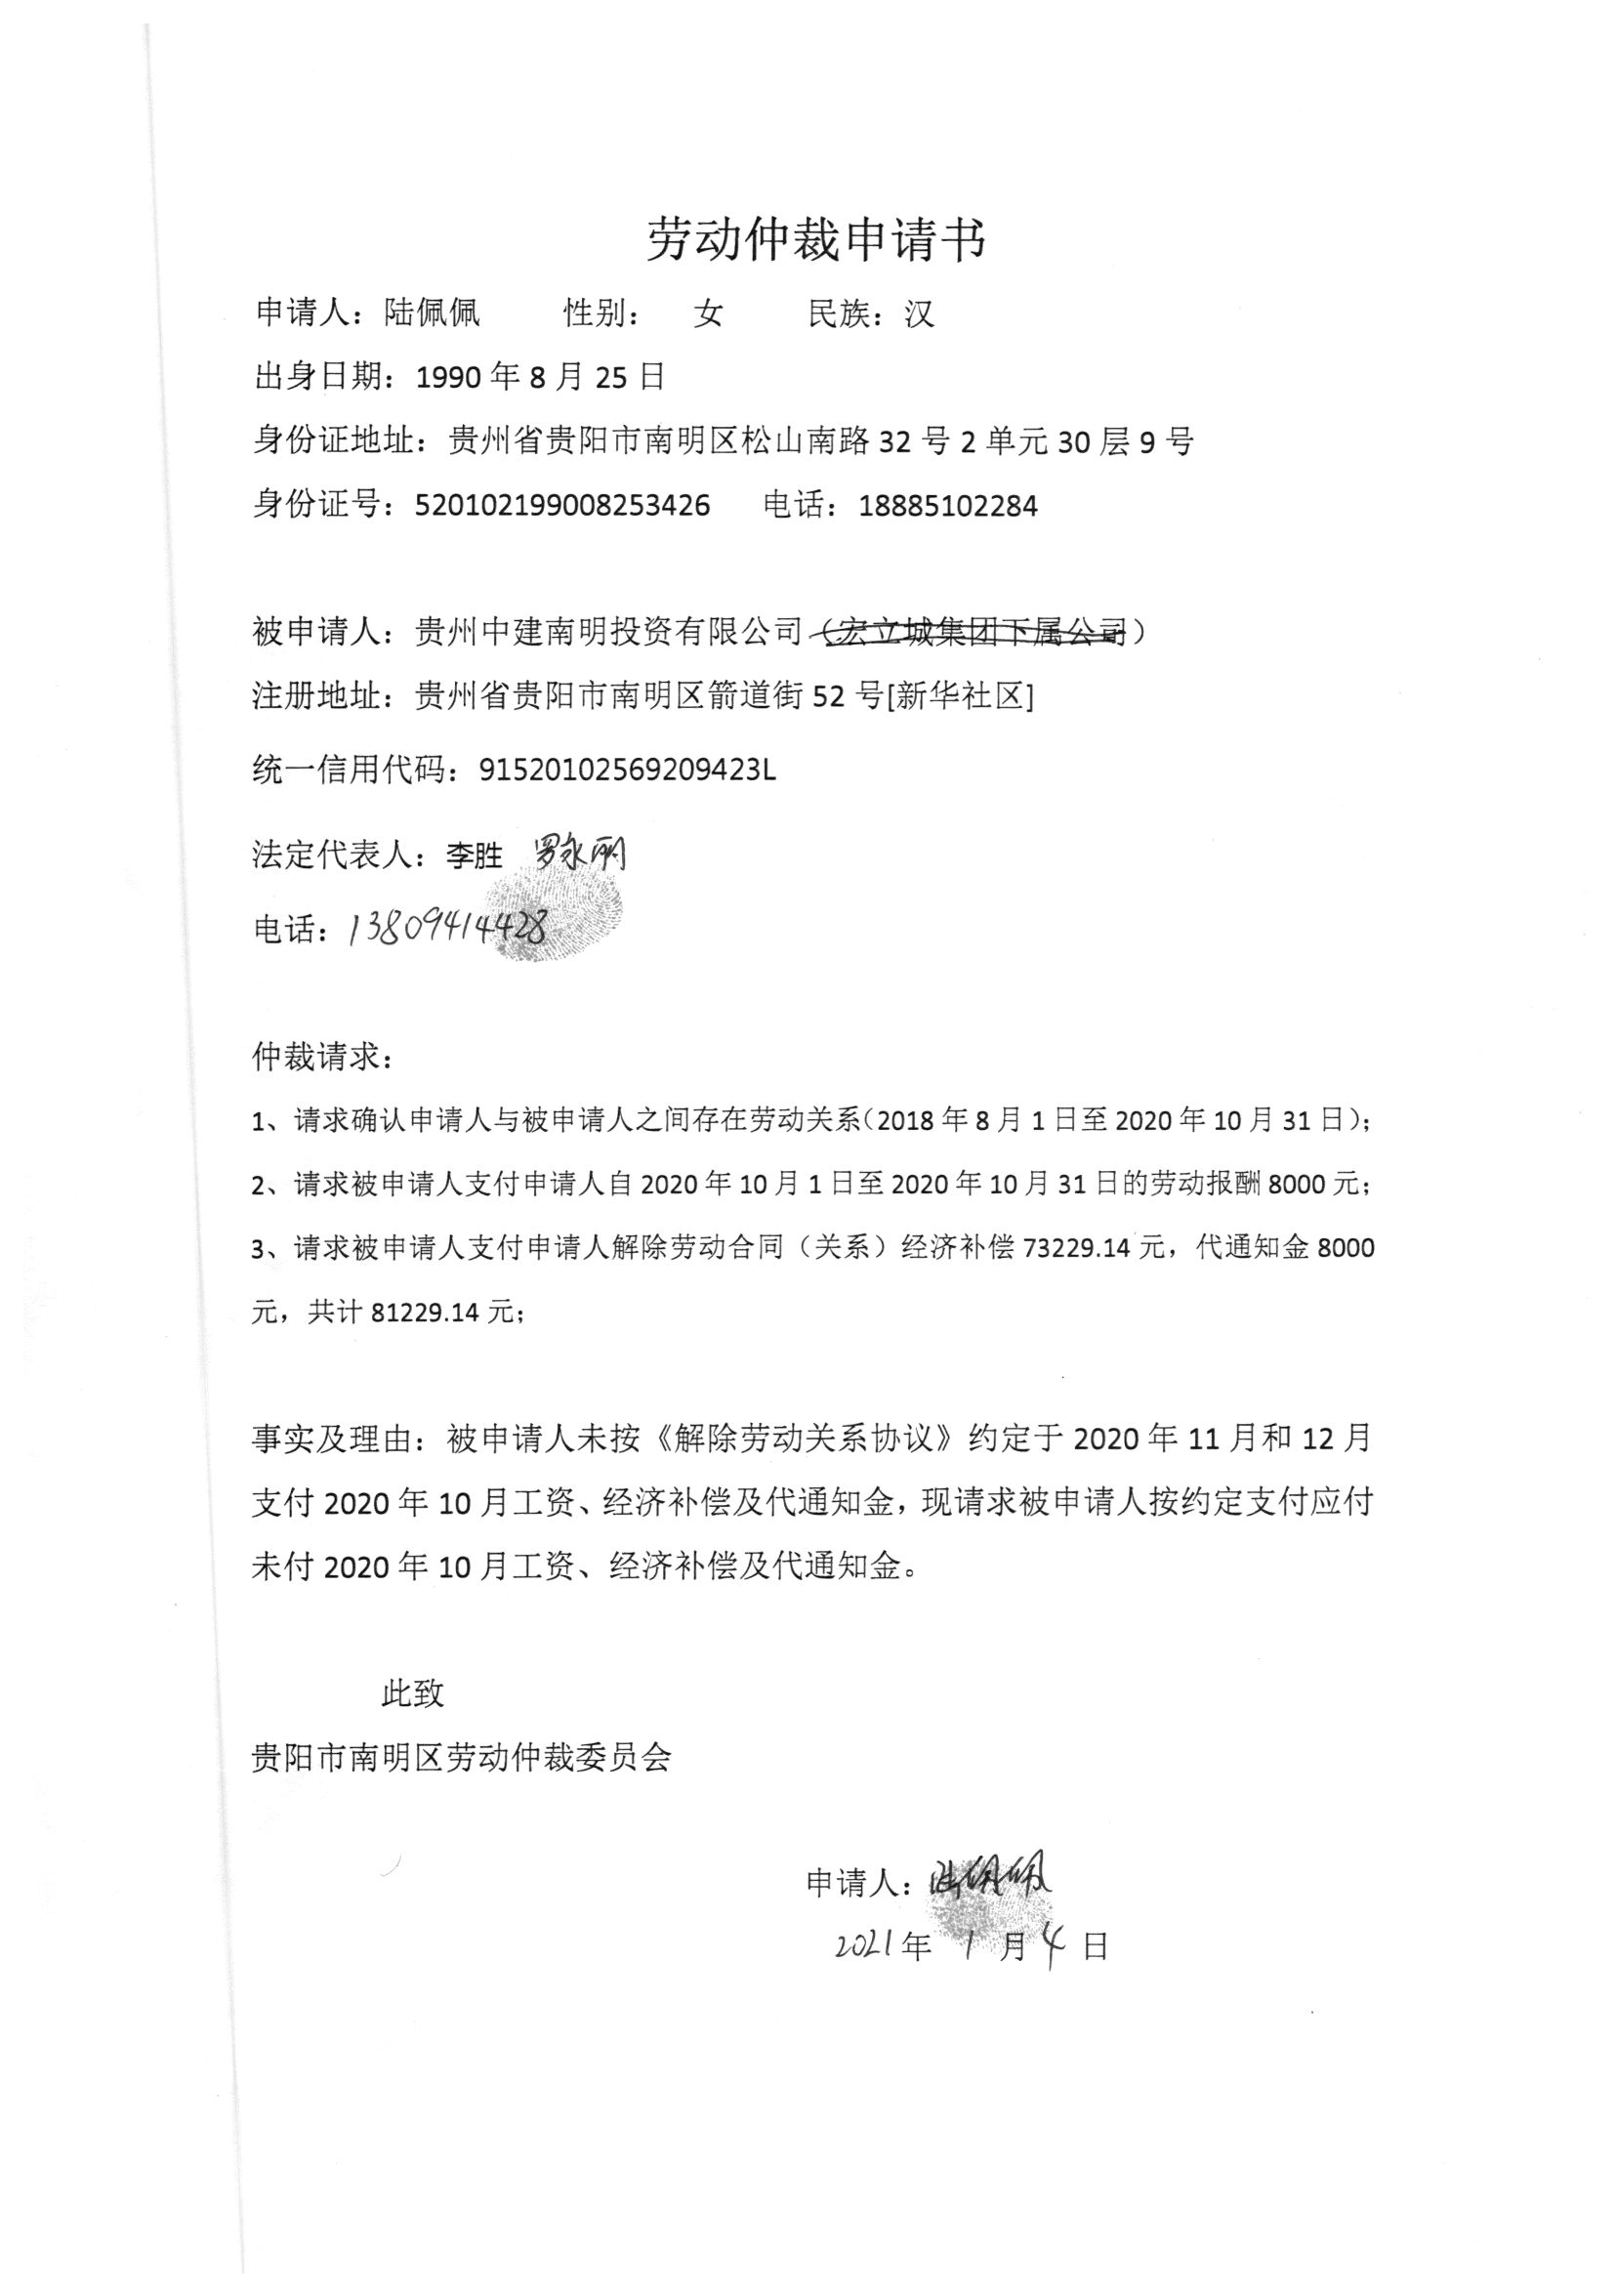 劳动仲裁申请书
申请人：陆佩佩 性别： 女 民族：汉
出身日期：1990 年 8 月 25 日
身份证地址：贵州省贵阳市南明区松山南路 32 号 2 单元 30 层 9 号
身份证号：520102199008253426 电话：18885102284
被申请人：贵州中建南明投资有限公司（宏立城集团下属公司）
注册地址：贵州省贵阳市南明区箭道街 52 号[新华社区]
统一信用代码：91520102569209423L
法定代表人：李胜 罗永丽
电话：13809414428
仲裁请求：
1、请求确认申请人与被申请人之间存在劳动关系（2018 年 8 月 1 日至 2020 年 10 月 31 日）；
2、请求被申请人支付申请人自 2020 年 10 月 1 日至 2020 年 10 月 31 日的劳动报酬 8000 元；
3、请求被申请人支付申请人解除劳动合同（关系）经济补偿 73229.14 元，代通知金 8000
元，共计 81229.14 元；
事实及理由：被申请人未按《解除劳动关系协议》约定于 2020 年 11 月和 12 月
支付 2020 年 10 月工资、经济补偿及代通知金，现请求被申请人按约定支付应付
未付 2020 年 10 月工资、经济补偿及代通知金。
此致
贵阳市南明区劳动仲裁委员会
申请人：陆佩佩
2021年 1 月 4 日